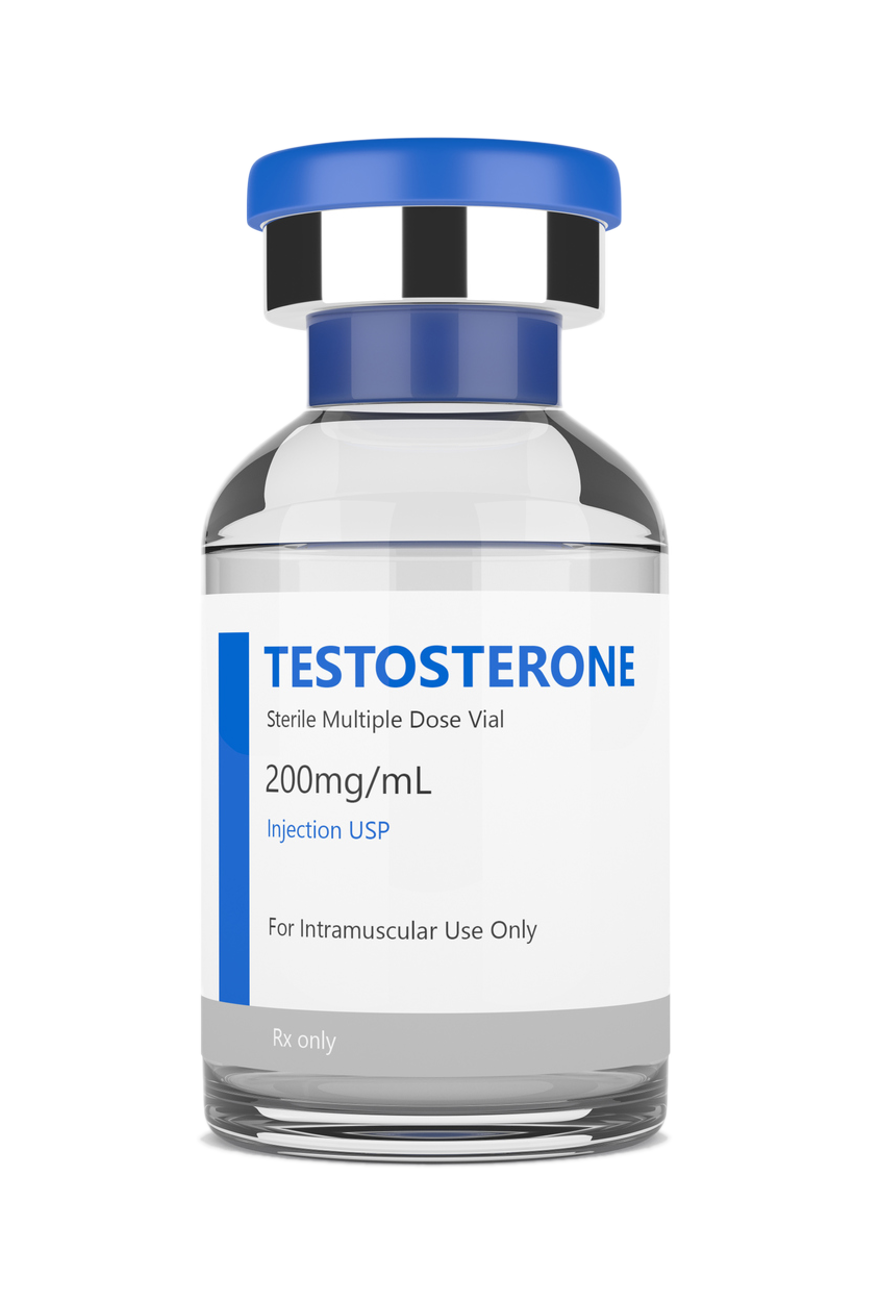 TESTOSTERONE
Sterile Multiple Dose Vial
200mg/mL
Injection USP
For Intramuscular Use Only
Rx only